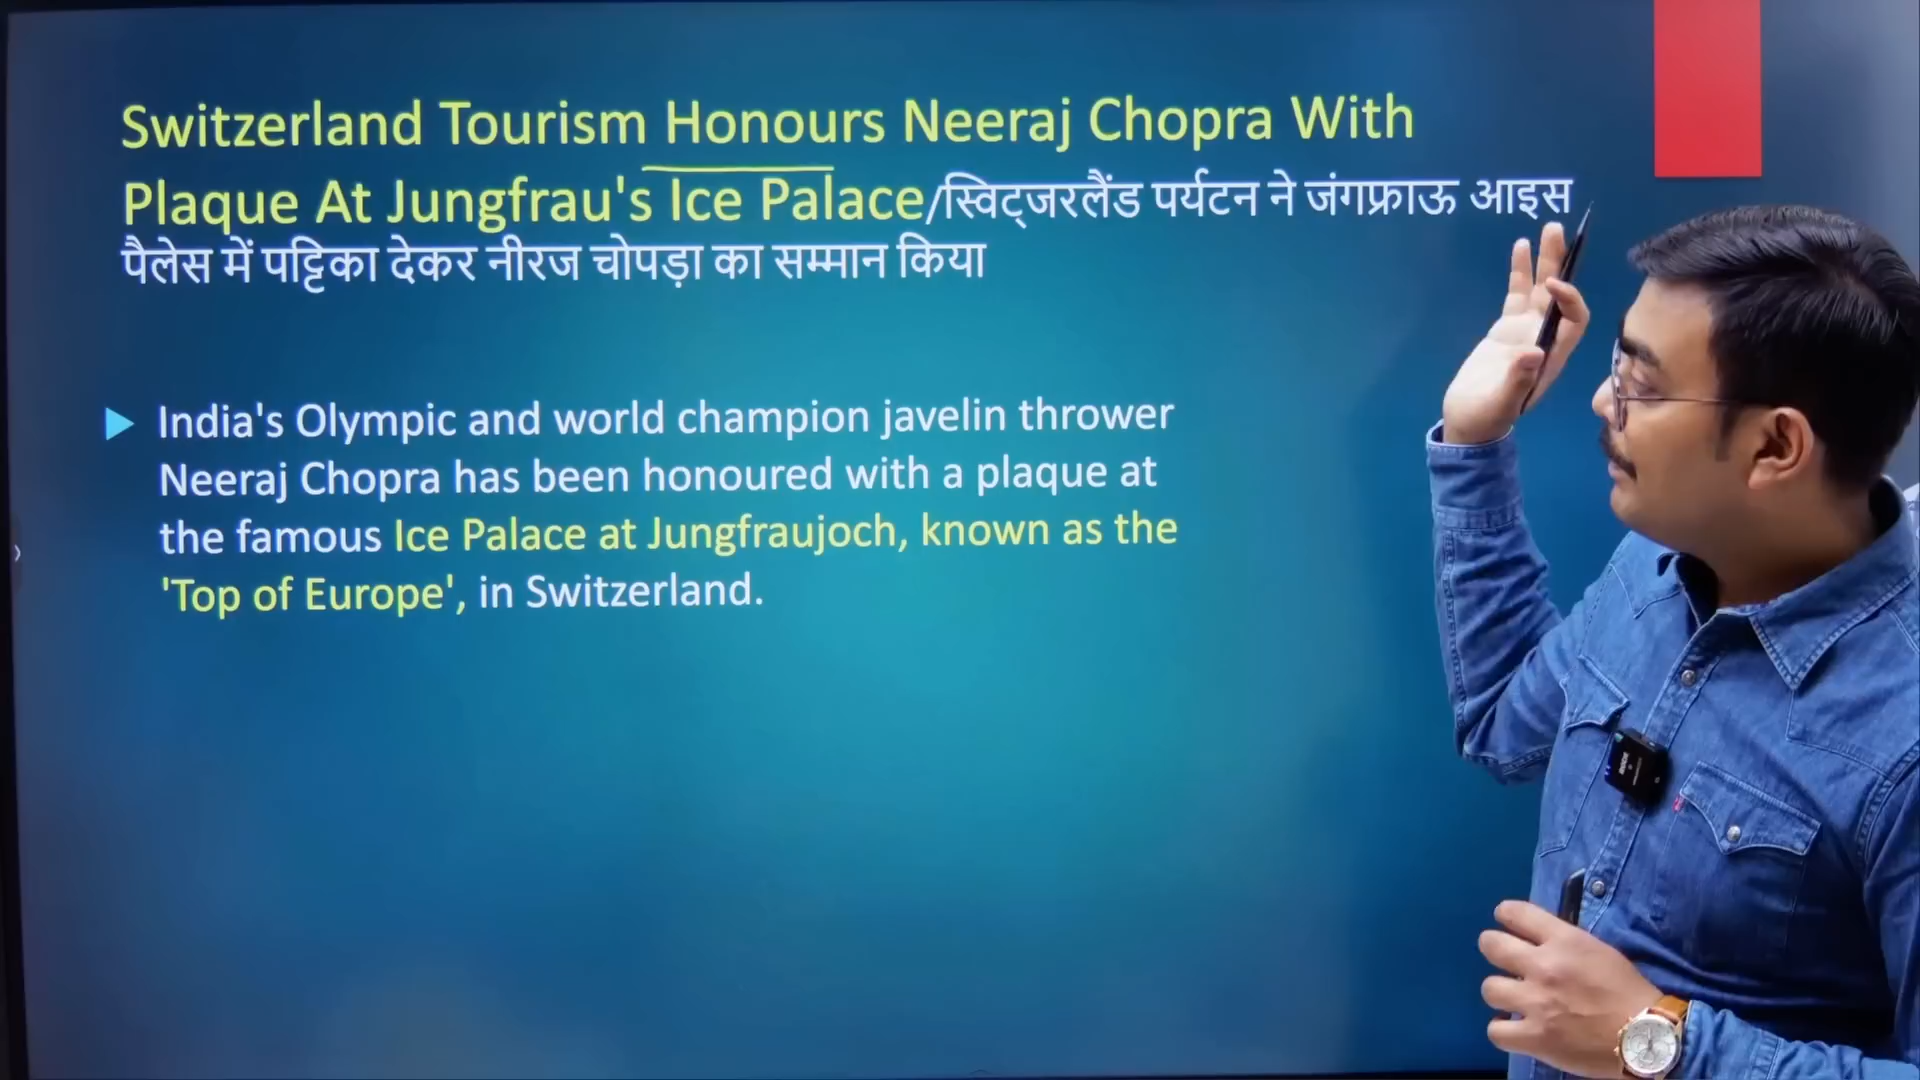 Switzerland Tourism Honours Neeraj Chopra With
Plaque At Jungfrau's Ice Palace/स्विट्जरलैंड पर्यटन ने जंगफ्राऊ आइस
पैलेस में पट्टिका देकर नीरज चोपड़ा का सम्मान किया
India's Olympic and world champion javelin thrower
Neeraj Chopra has been honoured with a plaque at
the famous Ice Palace at Jungfraujoch, known as the
'Top of Europe', in Switzerland.